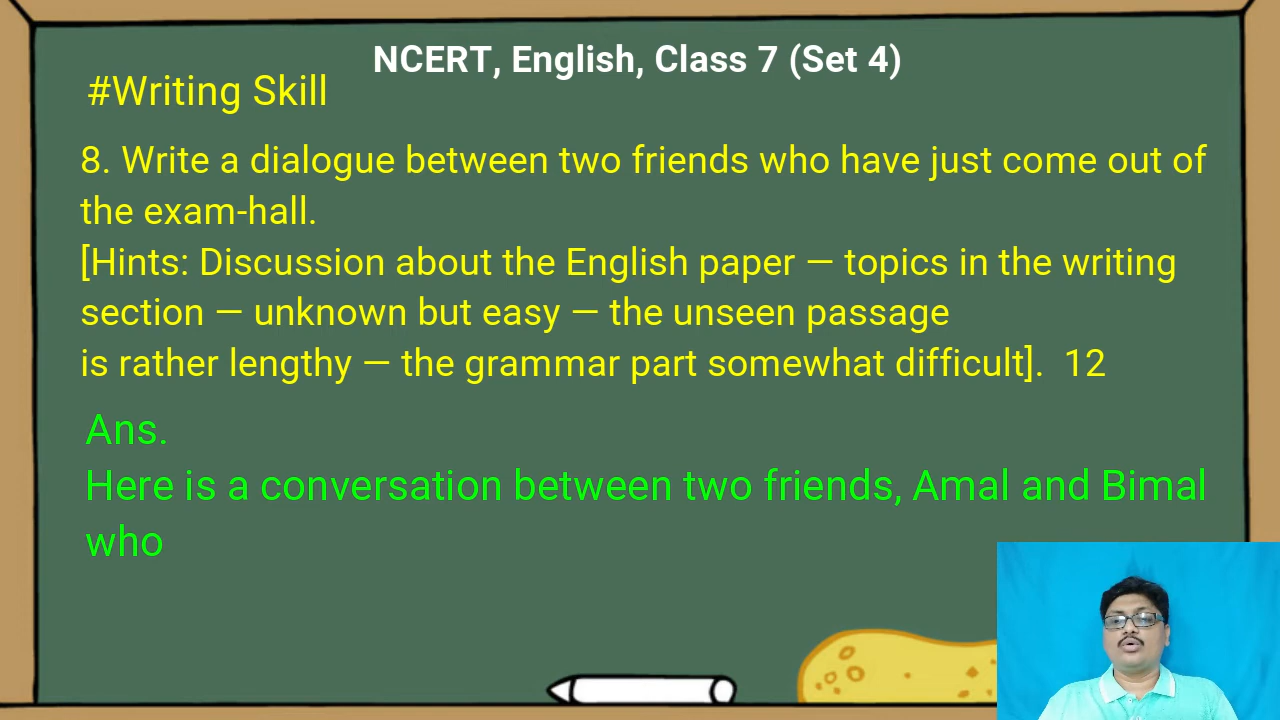 NCERT, English, Class 7 (Set 4)
#Writing Skill
8. Write a dialogue between two friends who have just come out of
the exam-hall.
[Hints: Discussion about the English paper — topics in the writing
section — unknown but easy — the unseen passage
is rather lengthy — the grammar part somewhat difficult].  12
Ans.
Here is a conversation between two friends, Amal and Bimal
who